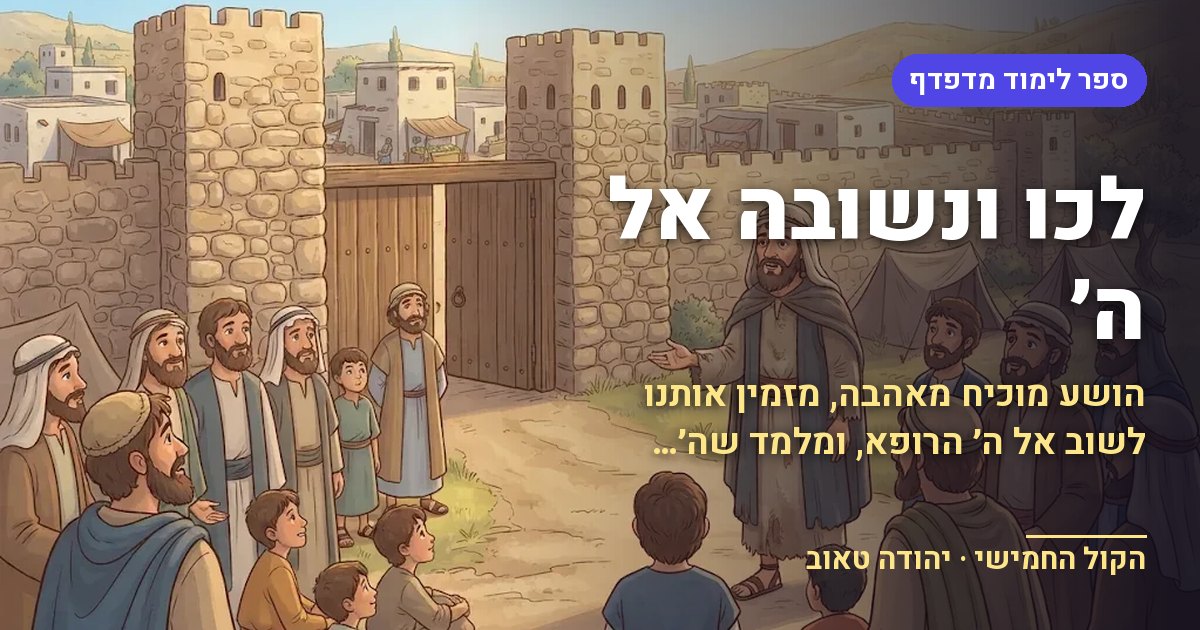 ספר לימוד מדפדף
לכו ונשובה אל
ה׳
הושע מוכיח מאהבה, מזמין אותנו
לשוב אל ה׳ הרופא, ומלמד שה׳...
הקול החמישי · יהודה טאוב